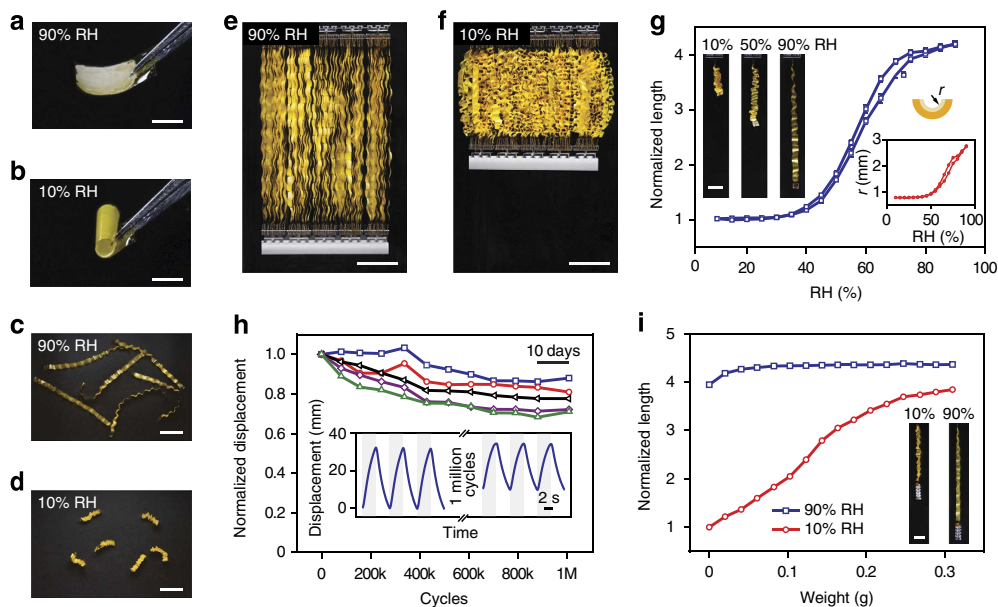 a
90% RH
b
10% RH
c
90% RH
d
10% RH
e
90% RH
f
10% RH
g
4
3
2
1
Normalized length
10% 50% 90% RH
r
3
2
1
r (mm)
0 50 100
RH (%)
0 20 40 60 80 100
RH (%)
h
1.0
0.8
0.6
0.4
0.2
0
Normalized displacement
10 days
40
20
0
Displacement (mm)
1 million
cycles
2 s
Time
0 200k 400k 600k 800k 1M
Cycles
i
5
4
3
2
1
Normalized length
10% 90%
90% RH
10% RH
0 0.1 0.2 0.3
Weight (g)